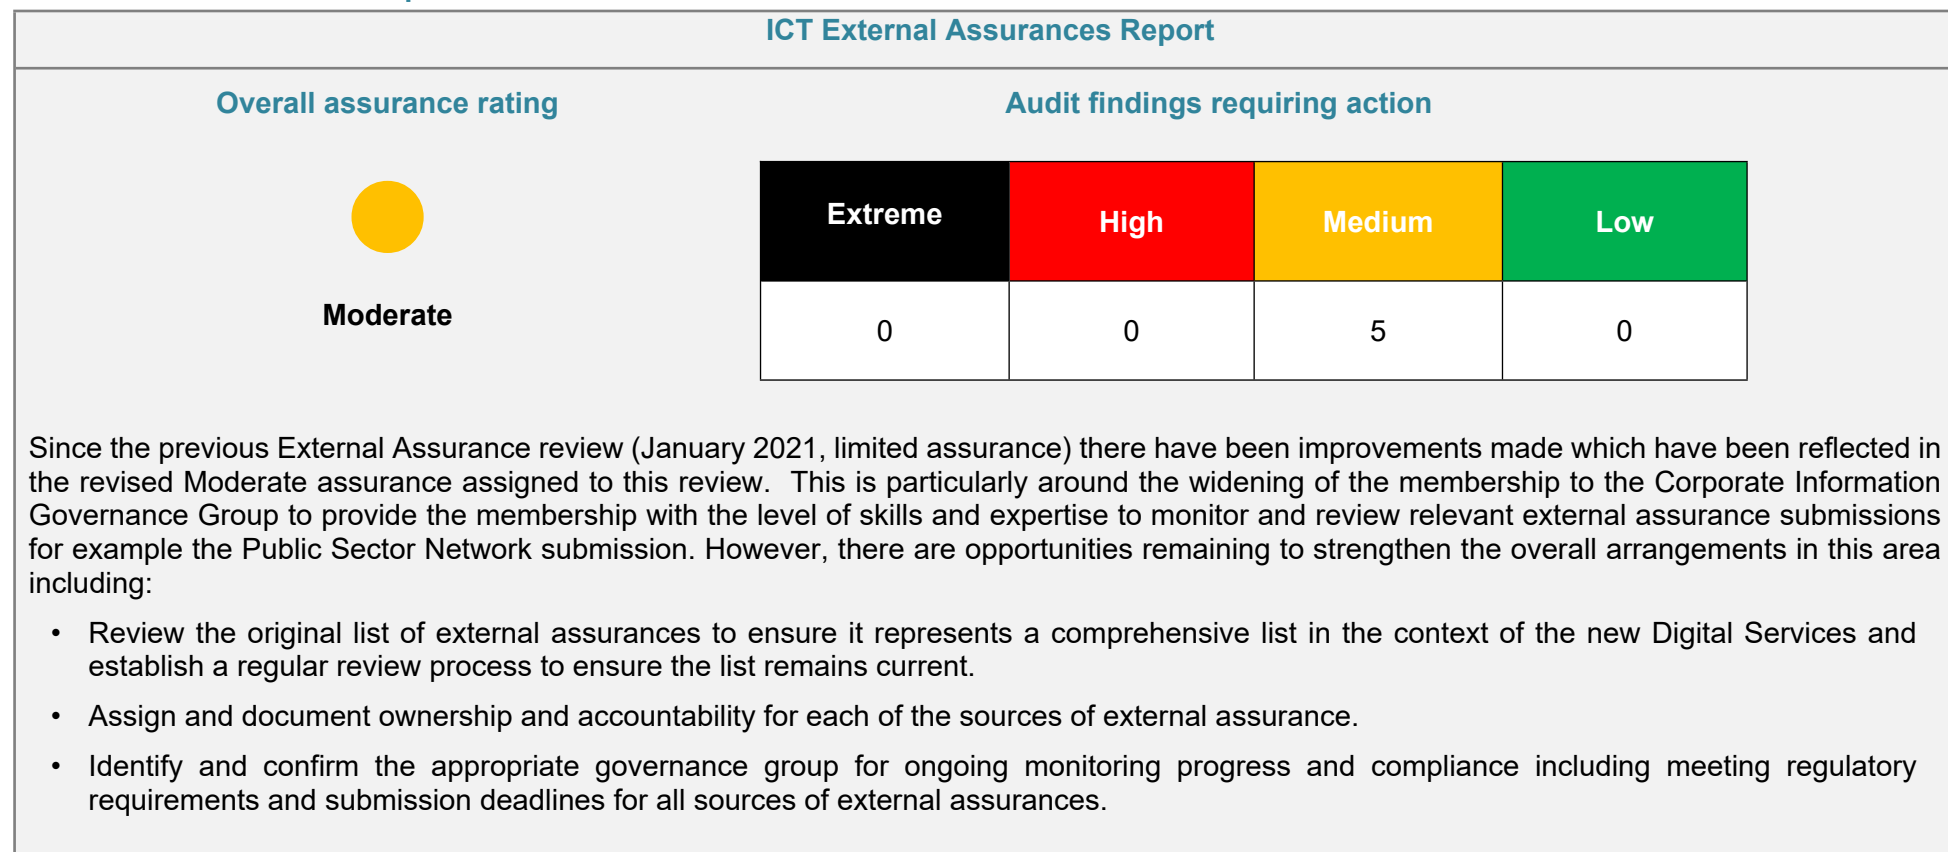 ICT External Assurances Report
Overall assurance rating
Audit findings requiring action
Extreme
High
Medium
Low
Moderate
0
0
5
0
Since the previous External Assurance review (January 2021, limited assurance) there have been improvements made which have been reflected in
the revised Moderate assurance assigned to this review. This is particularly around the widening of the membership to the Corporate Information
Governance Group to provide the membership with the level of skills and expertise to monitor and review relevant external assurance submissions
for example the Public Sector Network submission. However, there are opportunities remaining to strengthen the overall arrangements in this area
including:
• Review the original list of external assurances to ensure it represents a comprehensive list in the context of the new Digital Services and
establish a regular review process to ensure the list remains current.
• Assign and document ownership and accountability for each of the sources of external assurance.
• Identify and confirm the appropriate governance group for ongoing monitoring progress and compliance including meeting regulatory
requirements and submission deadlines for all sources of external assurances.